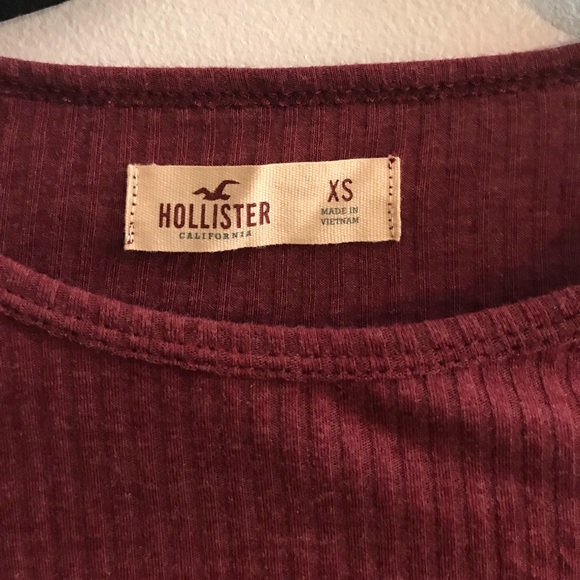 HOLLISTER
CALIFORNIA
XS
MADE IN
VIETNAM